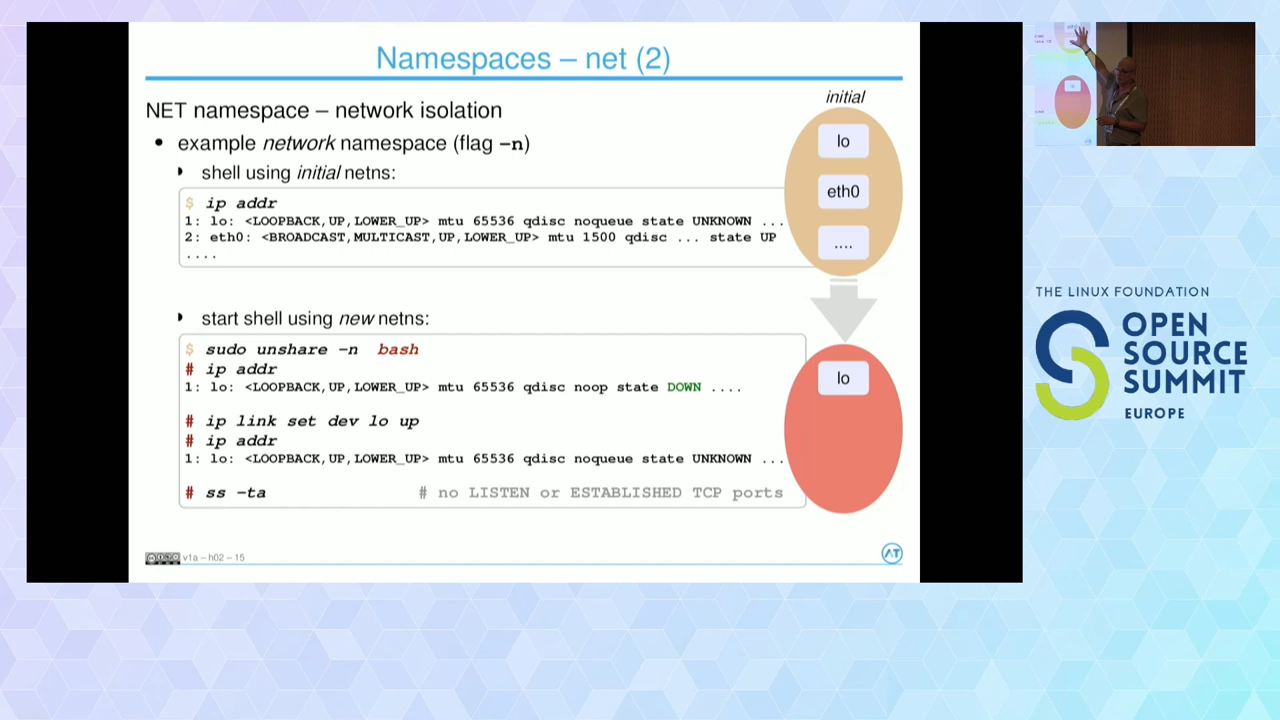 Namespaces – net (2)
NET namespace – network isolation
• example network namespace (flag –n)
shell using initial netns:
$ ip addr
1: lo: <LOOPBACK,UP,LOWER_UP> mtu 65536 qdisc noqueue state UNKNOWN ...
2: eth0: <BROADCAST,MULTICAST,UP,LOWER_UP> mtu 1500 qdisc ... state UP
....
start shell using new netns:
$ sudo unshare –n bash
# ip addr
1: lo: <LOOPBACK,UP,LOWER_UP> mtu 65536 qdisc noop state DOWN ....
# ip link set dev lo up
# ip addr
1: lo: <LOOPBACK,UP,LOWER_UP> mtu 65536 qdisc noqueue state UNKNOWN ...
# ss –ta # no LISTEN or ESTABLISHED TCP ports
initial
lo
eth0
....
lo
v1a – h02 – 15
AT
THE LINUX FOUNDATION
OPEN
SOURCE
SUMMIT
EUROPE